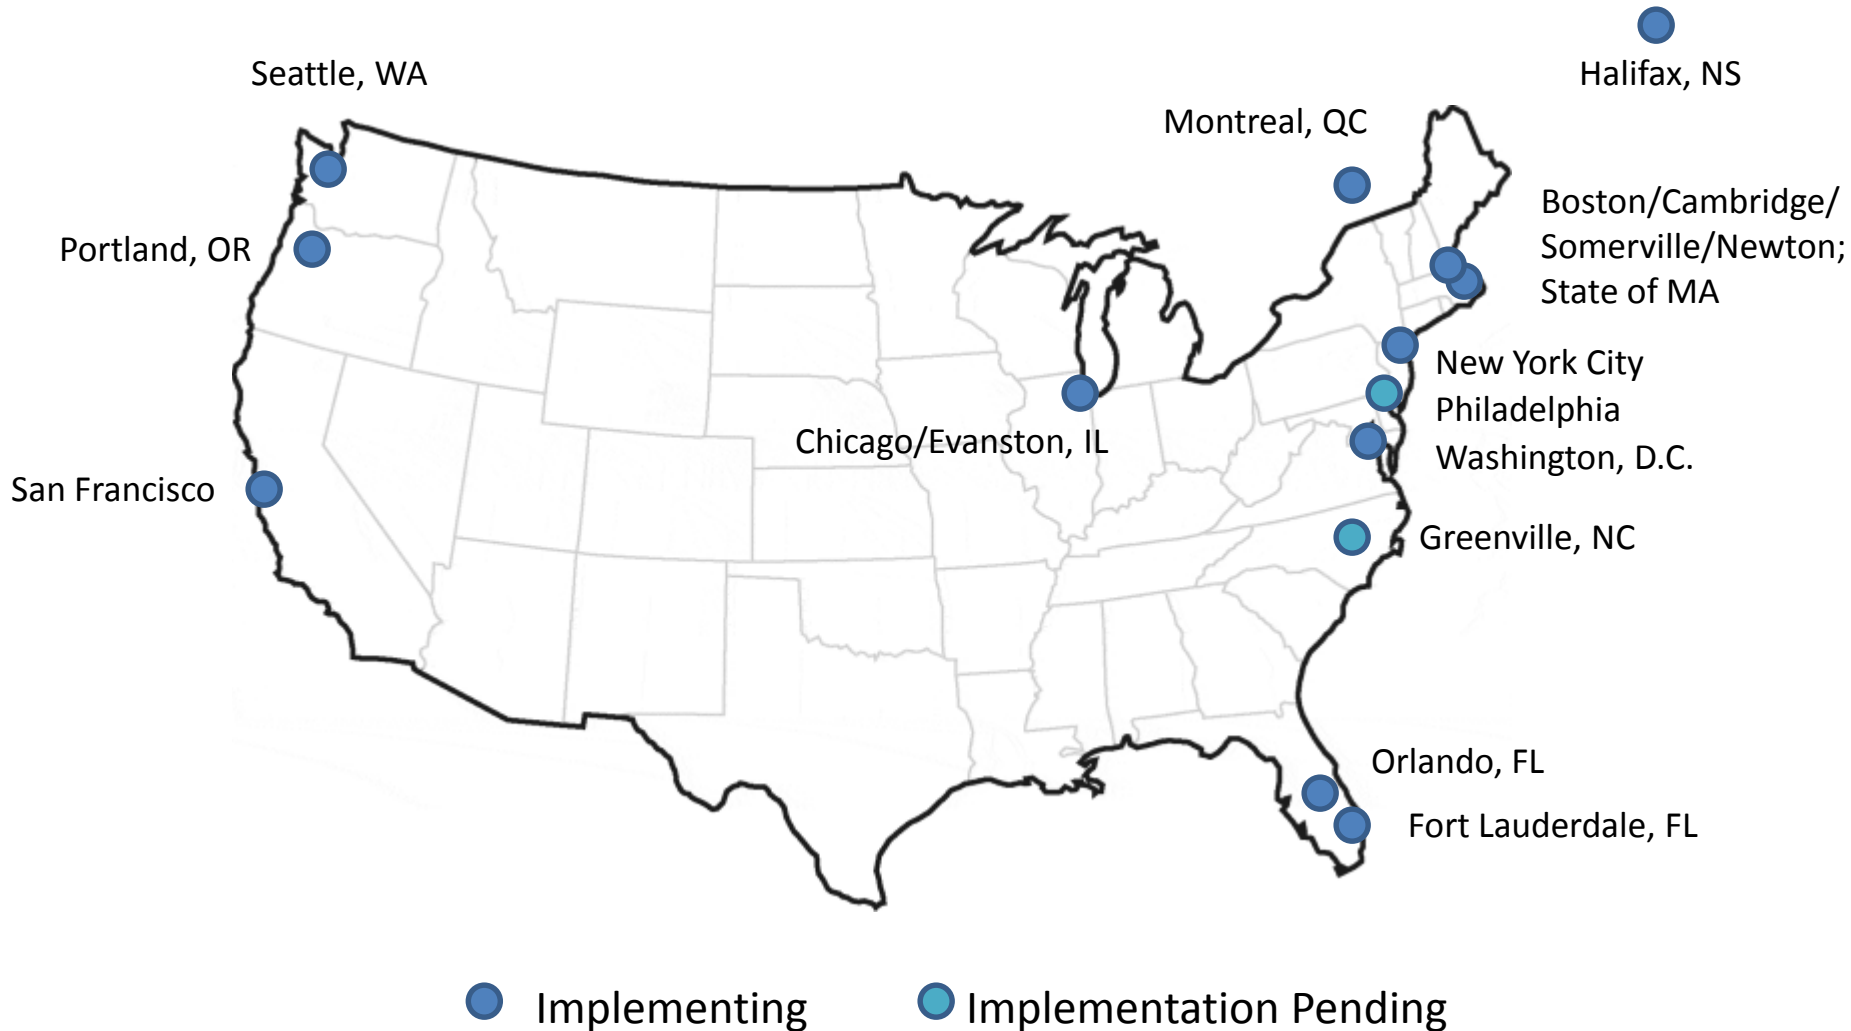 Halifax, NS
Seattle, WA
Montreal, QC
Boston/Cambridge/
Somerville/Newton;
State of MA
Portland, OR
New York City
Philadelphia
Washington, D.C.
Chicago/Evanston, IL
San Francisco
Greenville, NC
Orlando, FL
Fort Lauderdale, FL
Implementing
Implementation Pending